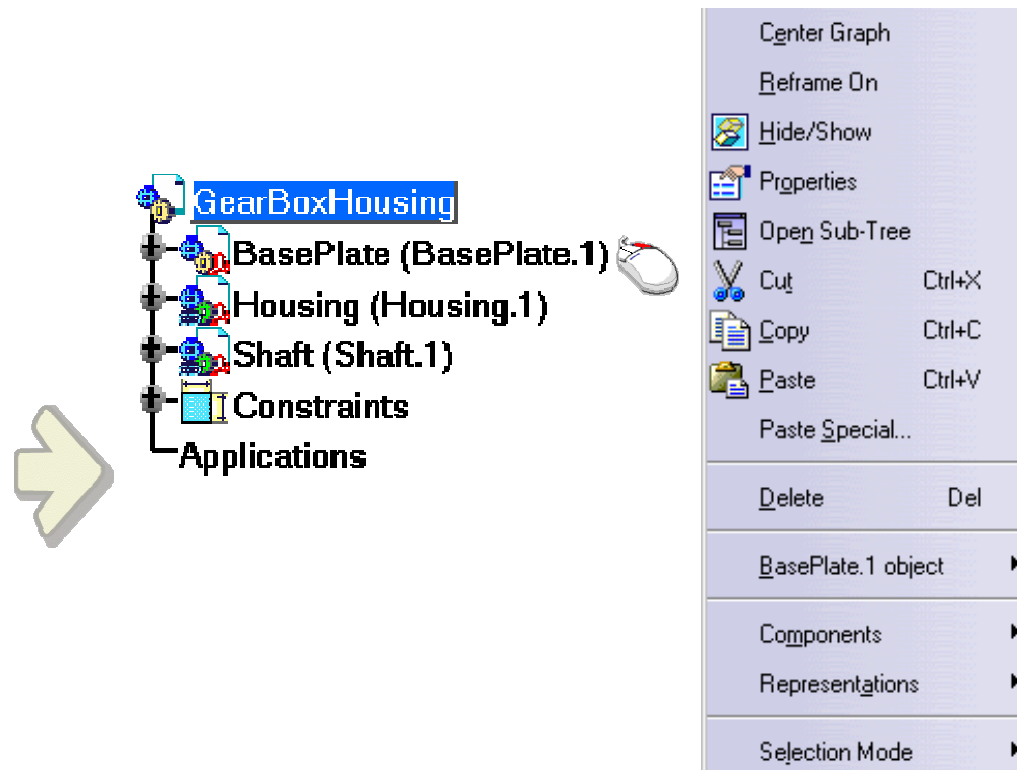 GearBoxHousing
BasePlate (BasePlate.1)
Housing (Housing.1)
Shaft (Shaft.1)
Constraints
Applications
Center Graph
Reframe On
Hide/Show
Properties
Open Sub-Tree
Cut Ctrl+X
Copy Ctrl+C
Paste Ctrl+V
Paste Special...
Delete Del
BasePlate.1 object
Components
Representations
Selection Mode